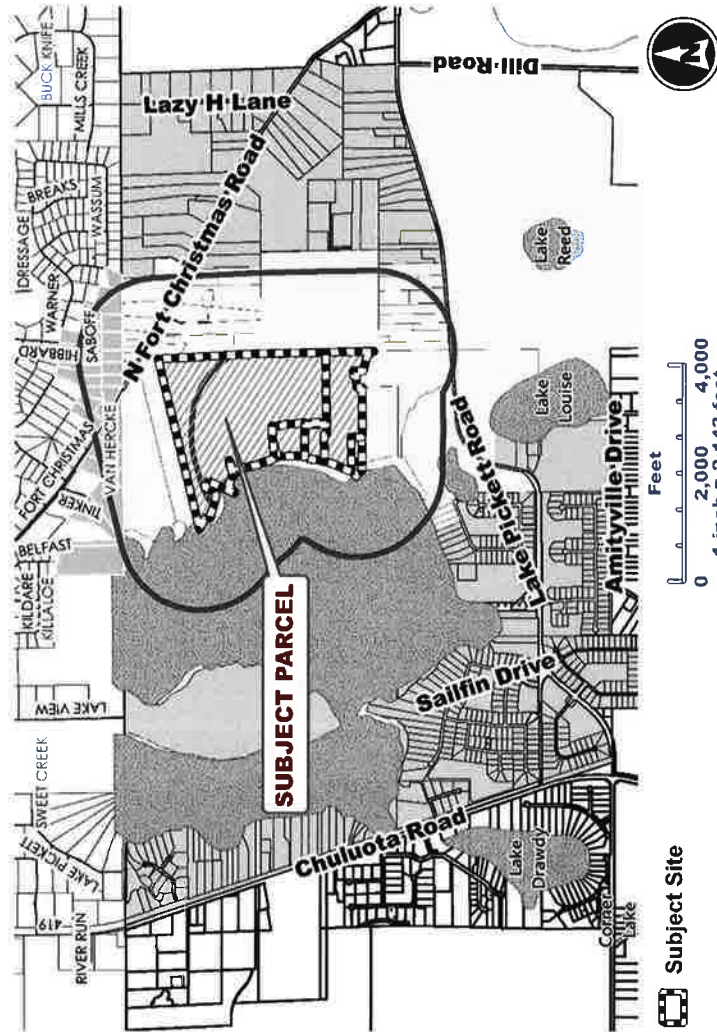 BUCK KNIFE
MILLS CREEK
DRESSAGE
BREAKS
WASSUM
WARNER
HIBBARD
SABOFF
FORT CHRISTMAS
VAN HERCKE
TINKER
BELFAST
KILDARE
KILLALOE
LAKE VIEW
SWEET CREEK
LAKE PICKETT
419
RIVER RUN
Lazy H Lane
N Fort Christmas Road
Dill Road
SUBJECT PARCEL
Lake
Reed
Lake
Louise
Lake Pickett Road
Amityville Drive
Sailfin Drive
Chuluota Road
Lake
Drawdy
Corner
Lake
Feet
0 2,000 4,000
1 inch = 2,142 feet
Subject Site
N